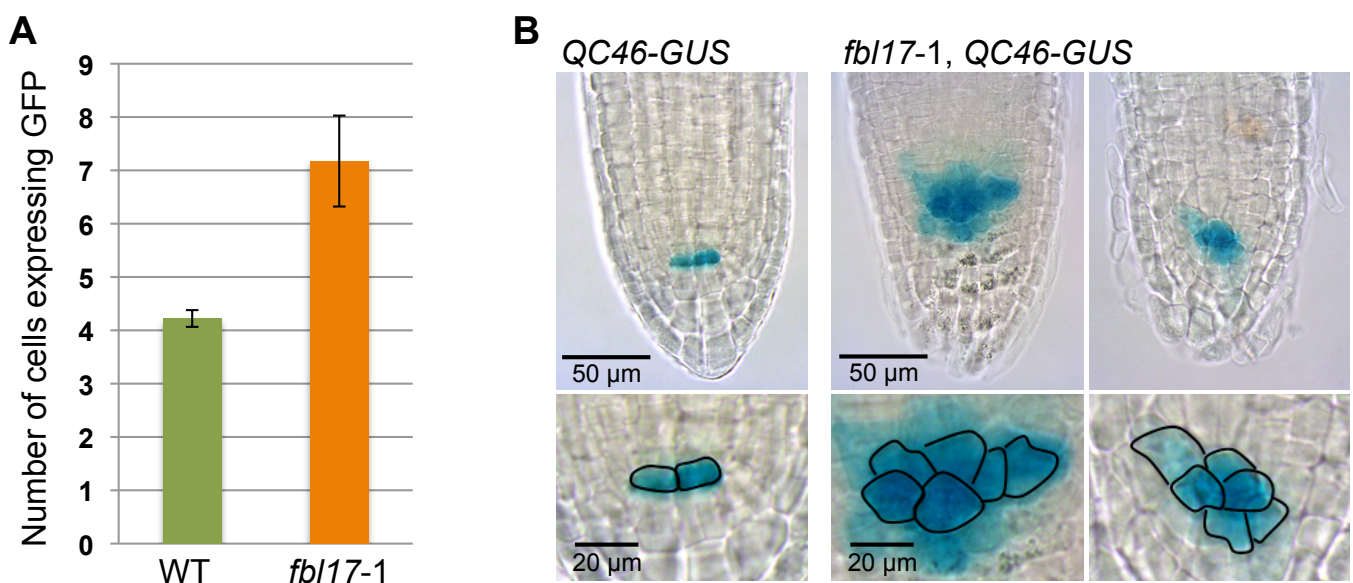 A
Number of cells expressing GFP
9
8
7
6
5
4
3
2
1
0
WT
fbl17-1
B
QC46-GUS
fbl17-1, QC46-GUS
50 µm
50 µm
20 µm
20 µm